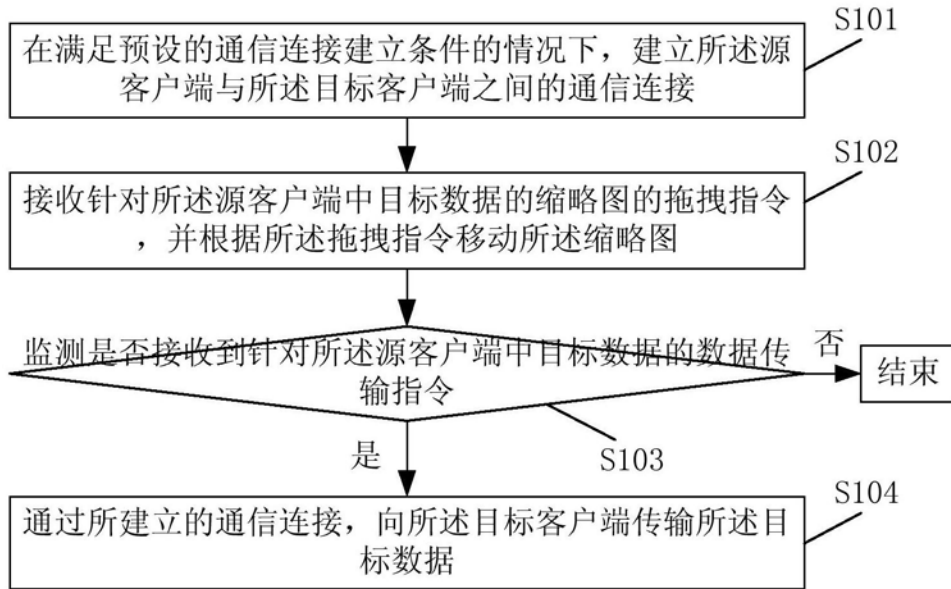 S101
在满足预设的通信连接建立条件的情况下，建立所述源
客户端与所述目标客户端之间的通信连接
S102
接收针对所述源客户端中目标数据的缩略图的拖拽指令
，并根据所述拖拽指令移动所述缩略图
监测是否接收到针对所述源客户端中目标数据的数据传
输指令
否
结束
S103
是
S104
通过所建立的通信连接，向所述目标客户端传输所述目
标数据